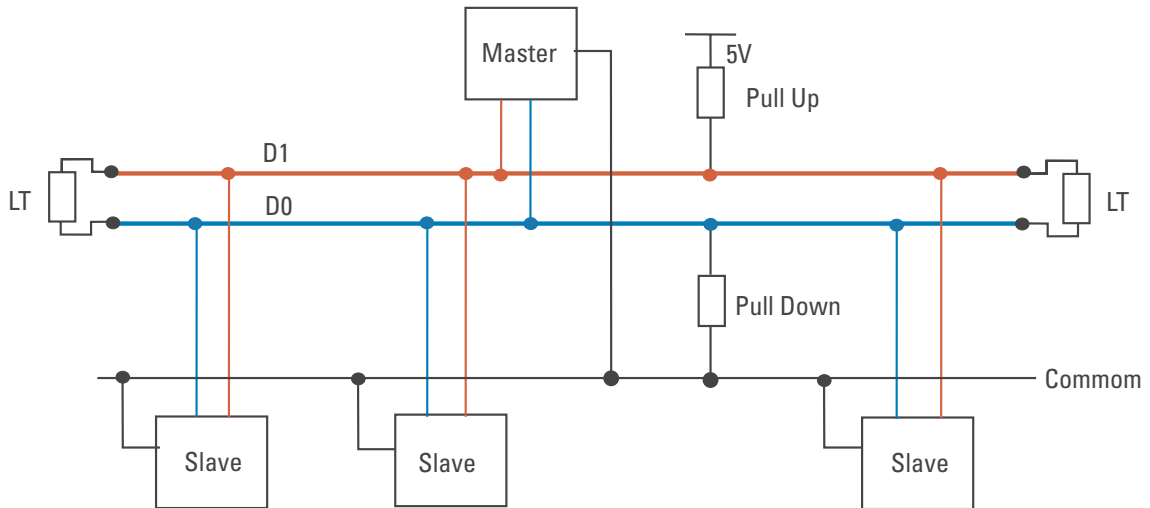 Master
5V
Pull Up
D1
LT
D0
LT
Pull Down
Commom
Slave
Slave
Slave